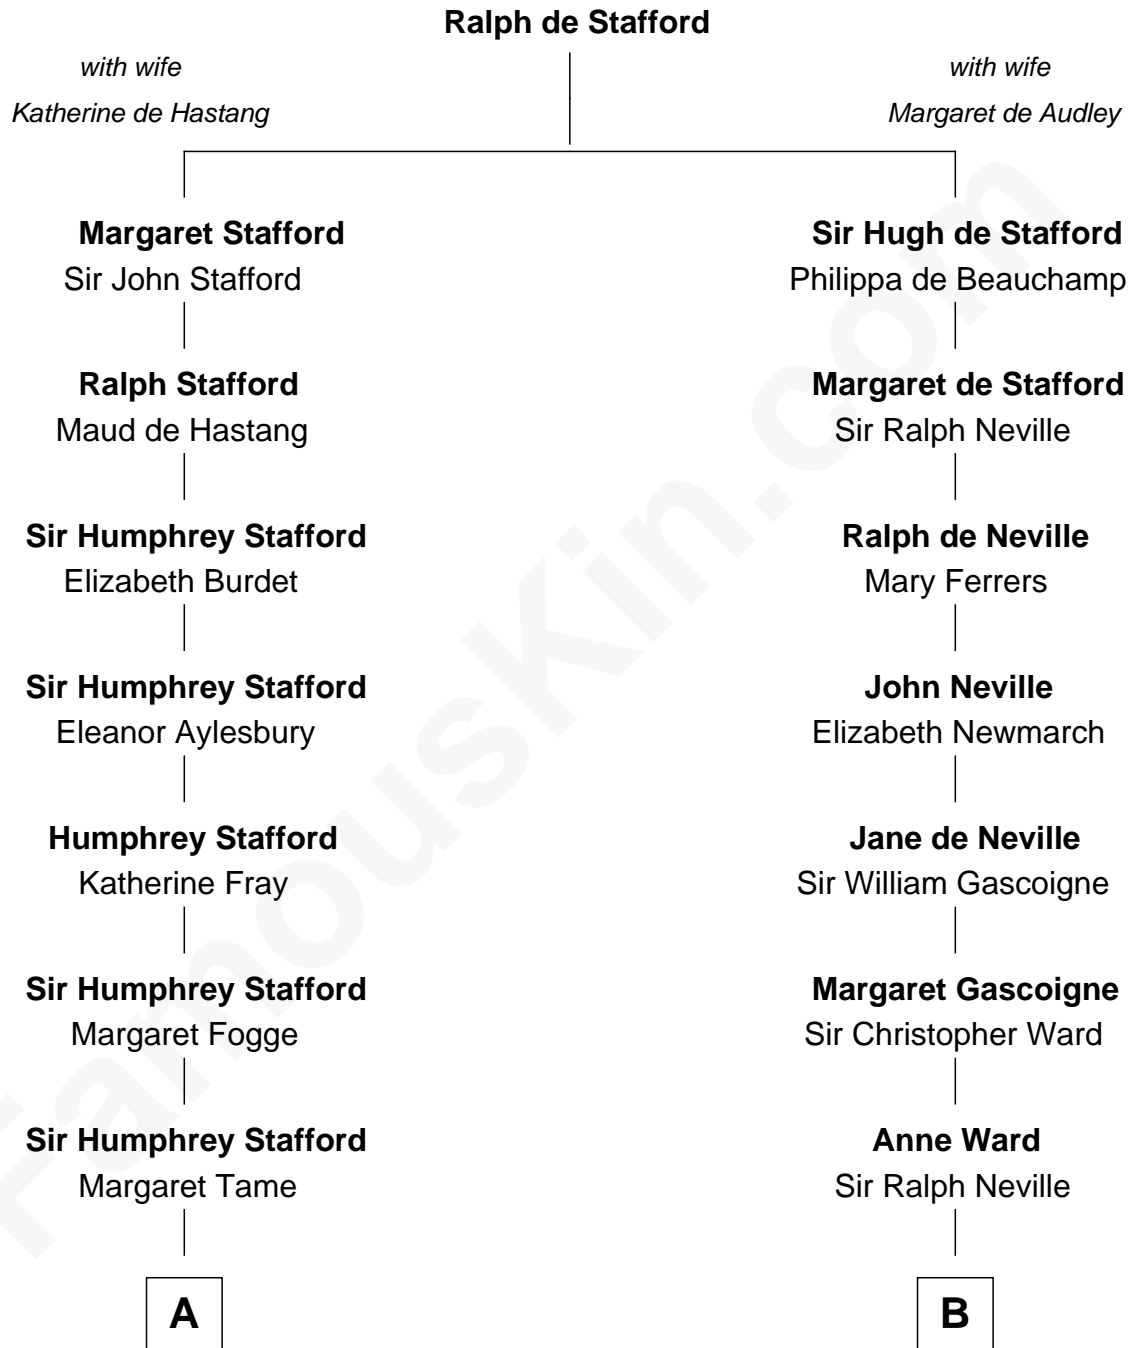 Ralph de Stafford
with wife
Katherine de Hastang
with wife
Margaret de Audley
Margaret Stafford
Sir John Stafford
Sir Hugh de Stafford
Philippa de Beauchamp
Ralph Stafford
Maud de Hastang
Margaret de Stafford
Sir Ralph Neville
Sir Humphrey Stafford
Elizabeth Burdet
Ralph de Neville
Mary Ferrers
Sir Humphrey Stafford
Eleanor Aylesbury
John Neville
Elizabeth Newmarch
Humphrey Stafford
Katherine Fray
Jane de Neville
Sir William Gascoigne
Sir Humphrey Stafford
Margaret Fogge
Margaret Gascoigne
Sir Christopher Ward
Sir Humphrey Stafford
Margaret Tame
Anne Ward
Sir Ralph Neville
A
B
FamousKin.com